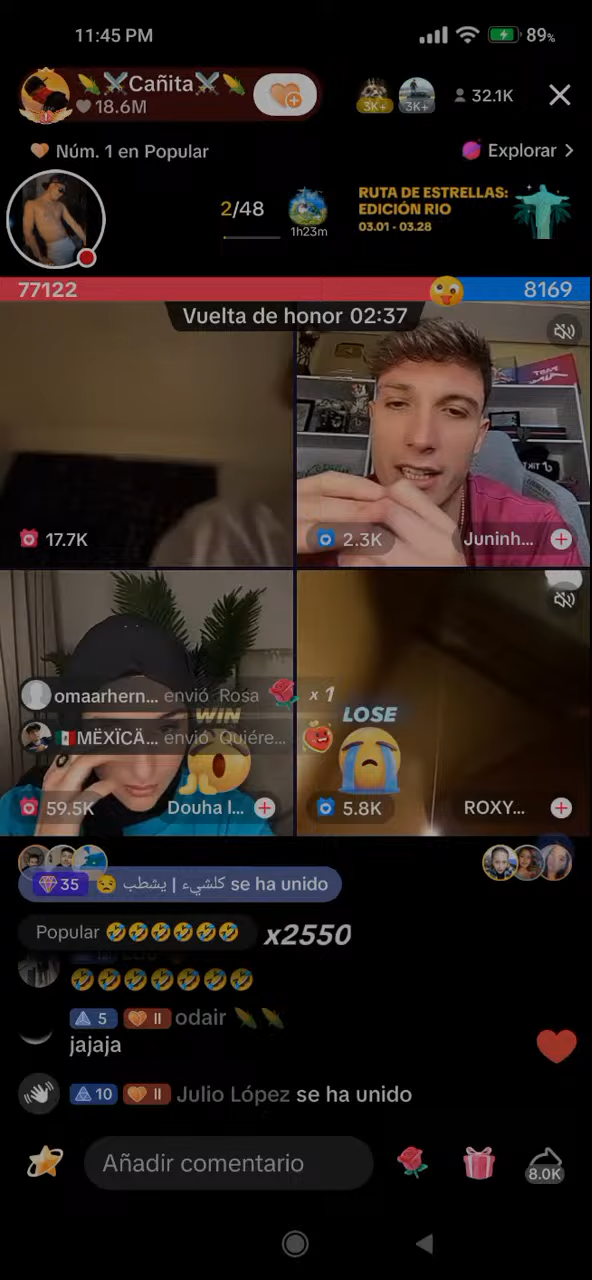 11:45 PM
89%
🌽⚔️Cañita⚔️🌽
18.6M
3K+
3K+
32.1K
Núm. 1 en Popular
Explorar
2/48
1h23m
RUTA DE ESTRELLAS:
EDICIÓN RIO
03.01 - 03.28
77122
8169
Vuelta de honor 02:37
17.7K
2.3K
Juninh...
omaarhern... envió Rosa x 1
🇲🇽MËXÏCÄ... envió Quiére...
WIN
LOSE
59.5K
Douha l...
5.8K
ROXY...
35 😒 كلشيء | يشطب se ha unido
Popular 🤣🤣🤣🤣🤣🤣 x2550
🤣🤣🤣🤣🤣🤣🤣
5 II odair 🌽🌽
jajaja
10 II Julio López se ha unido
Añadir comentario
8.0K